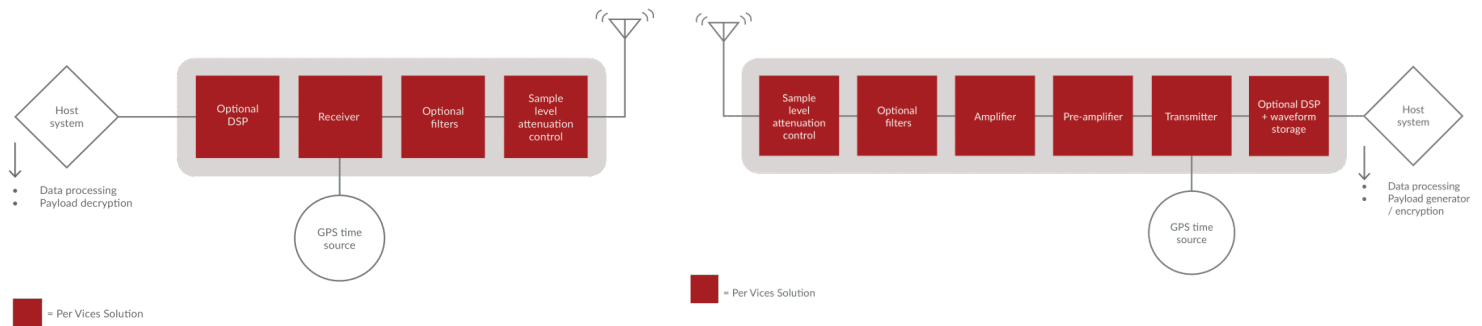 Host
system
Optional
DSP
Receiver
Optional
filters
Sample
level
attenuation
control
• Data processing
• Payload decryption
GPS time
source
= Per Vices Solution
Sample
level
attenuation
control
Optional
filters
Amplifier
Pre-amplifier
Transmitter
Optional DSP
+ waveform
storage
Host
system
• Data processing
• Payload generator
/ encryption
GPS time
source
= Per Vices Solution